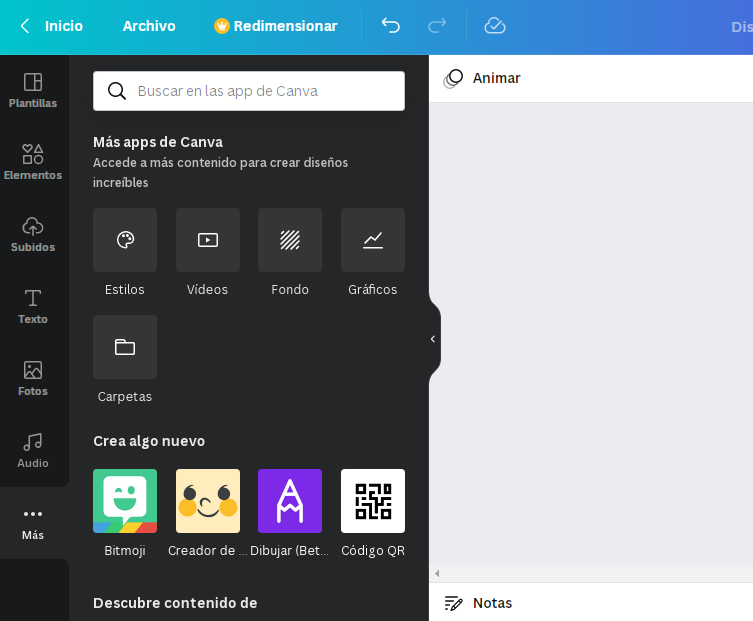 Inicio
Archivo
Redimensionar
Dis
Plantillas
Elementos
Subidos
Texto
Fotos
Audio
Más
Buscar en las app de Canva
Más apps de Canva
Accede a más contenido para crear diseños
increíbles
Estilos
Vídeos
Fondo
Gráficos
Carpetas
Crea algo nuevo
Bitmoji
Creador de ...
Dibujar (Bet...
Código QR
Descubre contenido de
Animar
Notas